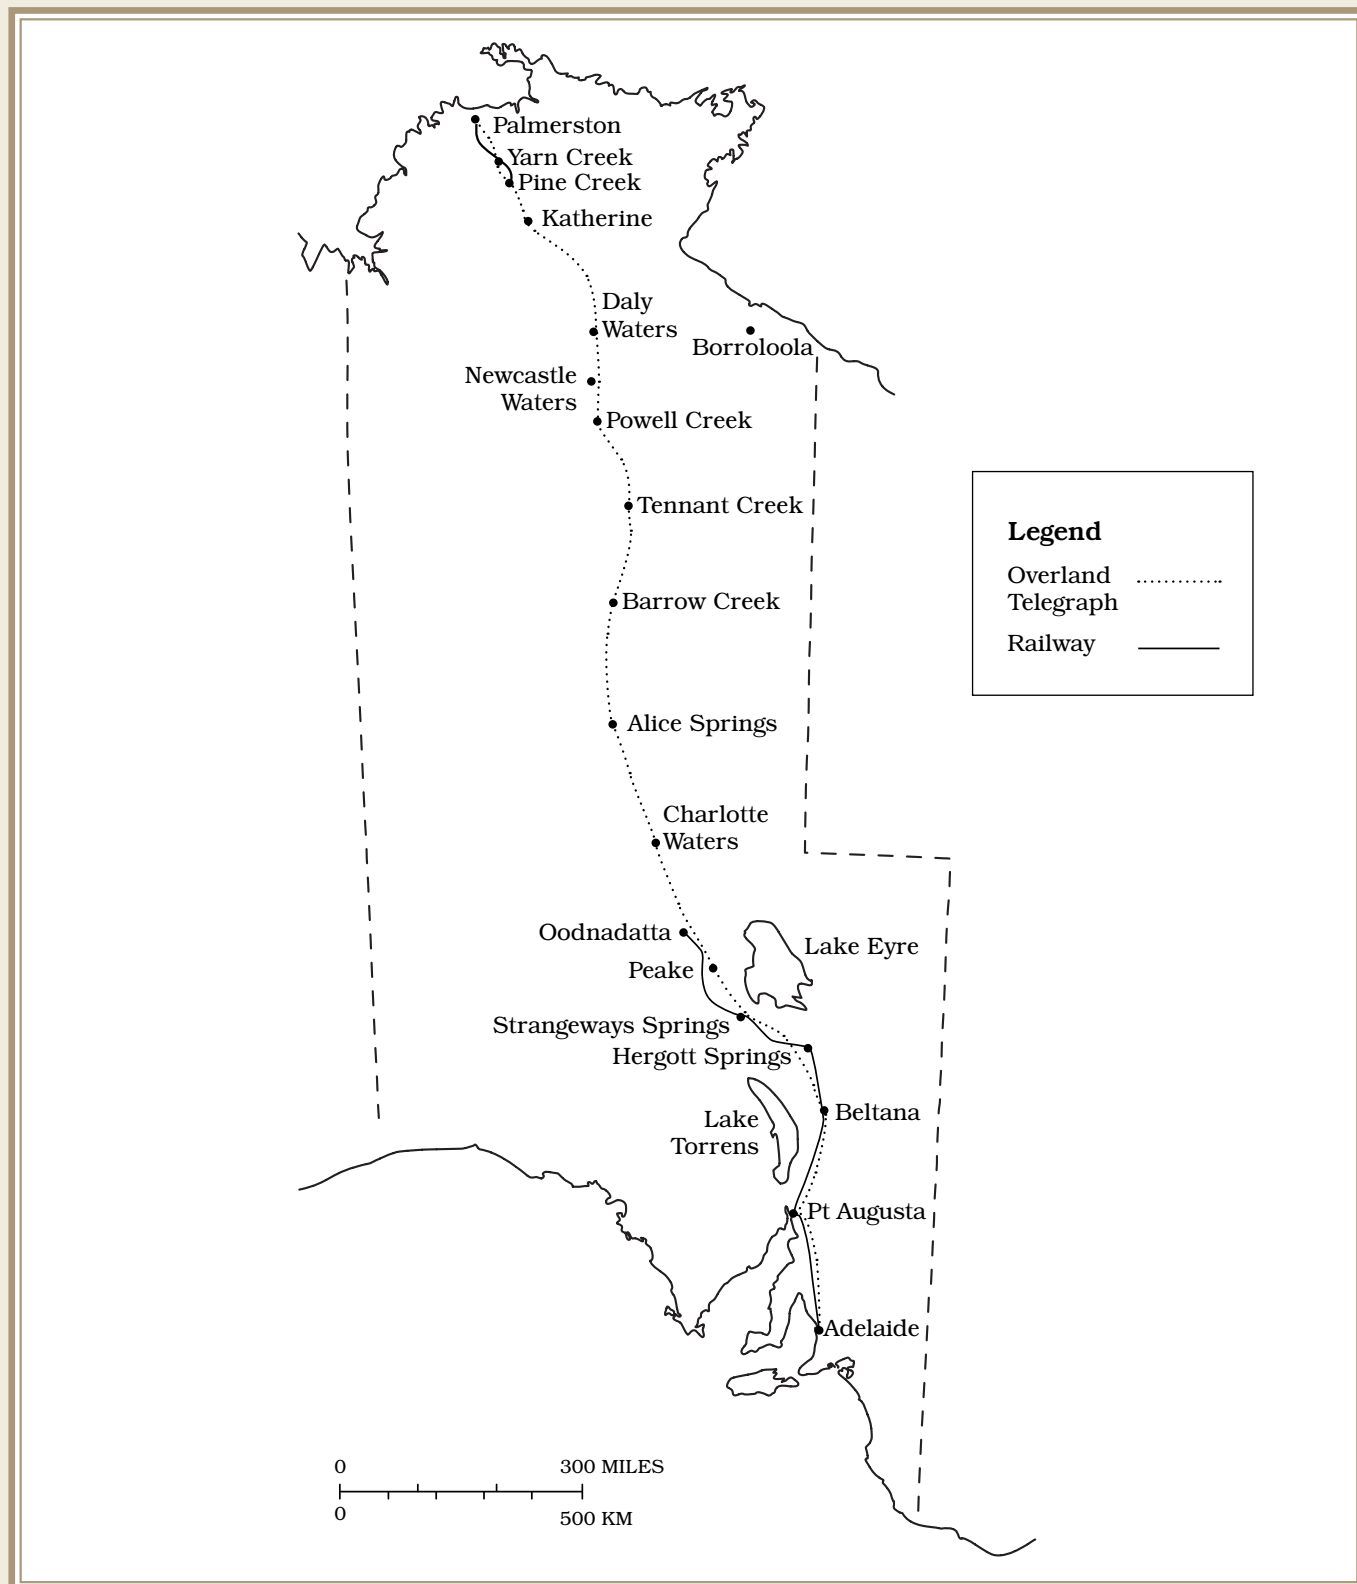 Palmerston
Yarn Creek
Pine Creek
Katherine
Daly
Waters
Borroloola
Newcastle
Waters
Powell Creek
Tennant Creek
Legend
Overland
Telegraph
Railway
Barrow Creek
Alice Springs
Charlotte
Waters
Oodnadatta
Lake Eyre
Peake
Strangeways Springs
Hergott Springs
Beltana
Lake
Torrens
Pt Augusta
Adelaide
0 300 MILES
0 500 KM